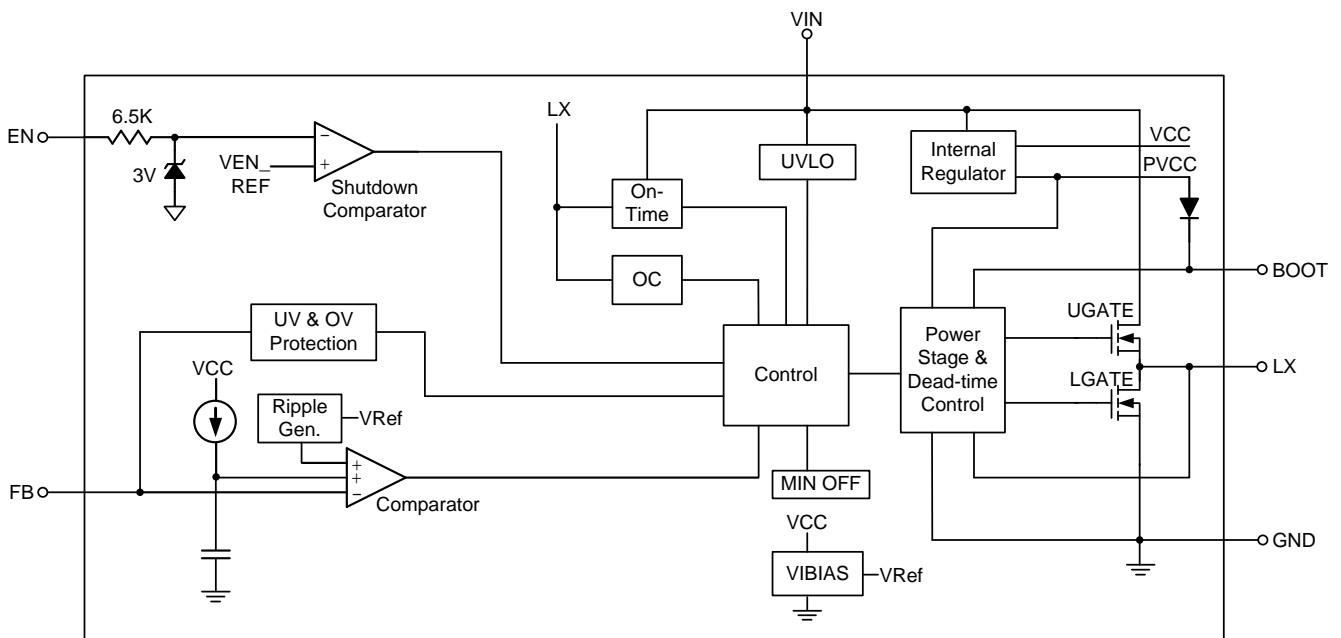 VIN
EN
6.5K
3V
VEN_
REF
−
+
Shutdown
Comparator
LX
On-
Time
OC
UVLO
Internal
Regulator
VCC
PVCC
BOOT
UV & OV
Protection
VCC
Ripple
Gen.
VRef
Control
Power
Stage &
Dead-time
Control
UGATE
LGATE
LX
FB
+
+
−
Comparator
MIN OFF
VCC
VIBIAS
VRef
GND